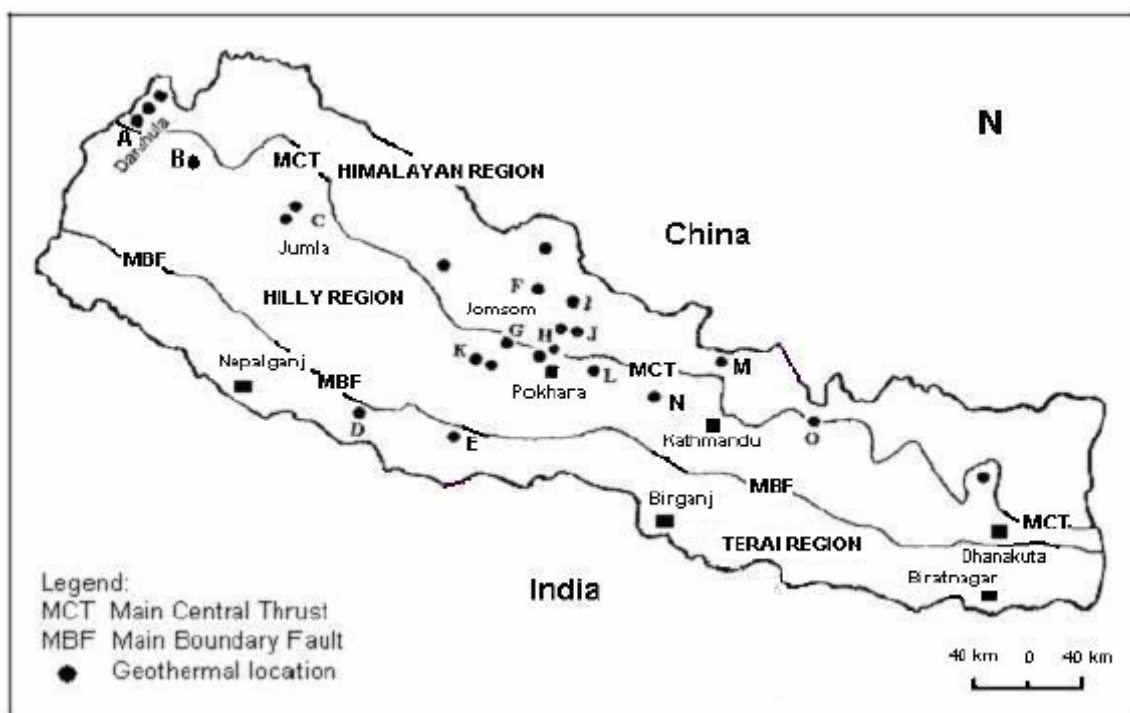 N
A
Darchula
B
MCT
HIMALAYAN REGION
C
Jumla
China
MBF
HILLY REGION
F
I
Jomsom
G
H
J
K
MCT
M
L
Nepalganj
MBF
Pokhara
N
D
Kathmandu
O
E
Birganj
MBF
MCT
TERAI REGION
Dhanakuta
Biratnagar
India
Legend:
MCT Main Central Thrust
MBF Main Boundary Fault
Geothermal location
40 km 0 40 km